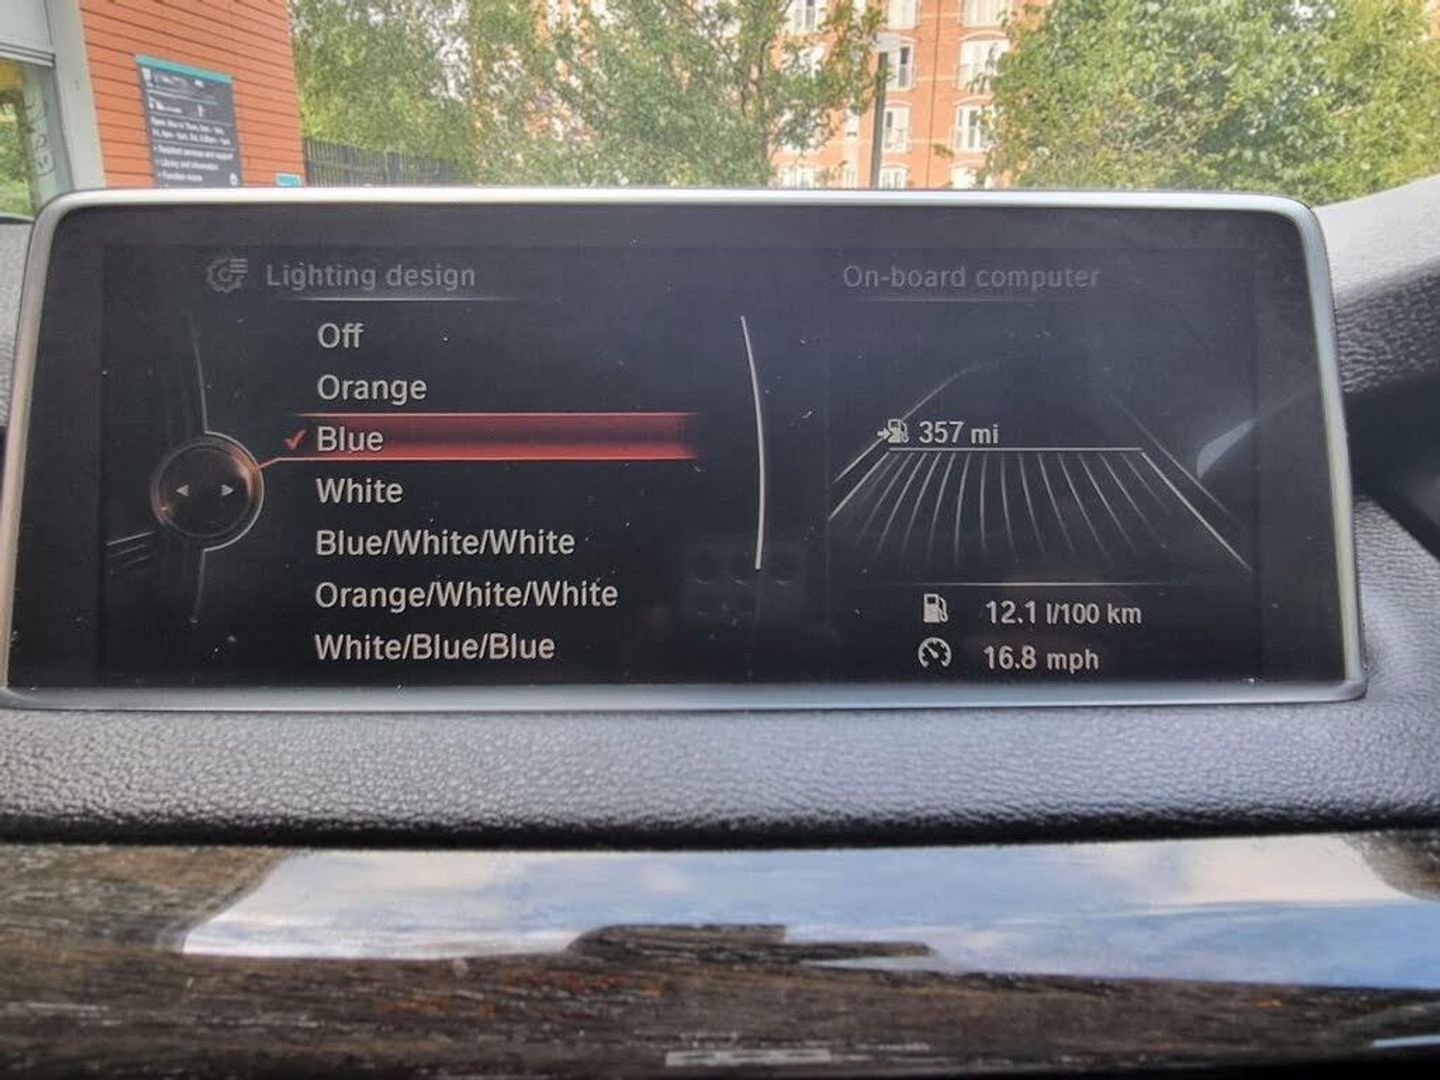 Lighting design
Off
Orange
Blue
White
Blue/White/White
Orange/White/White
White/Blue/Blue
On-board computer
357 mi
12.1 l/100 km
16.8 mph